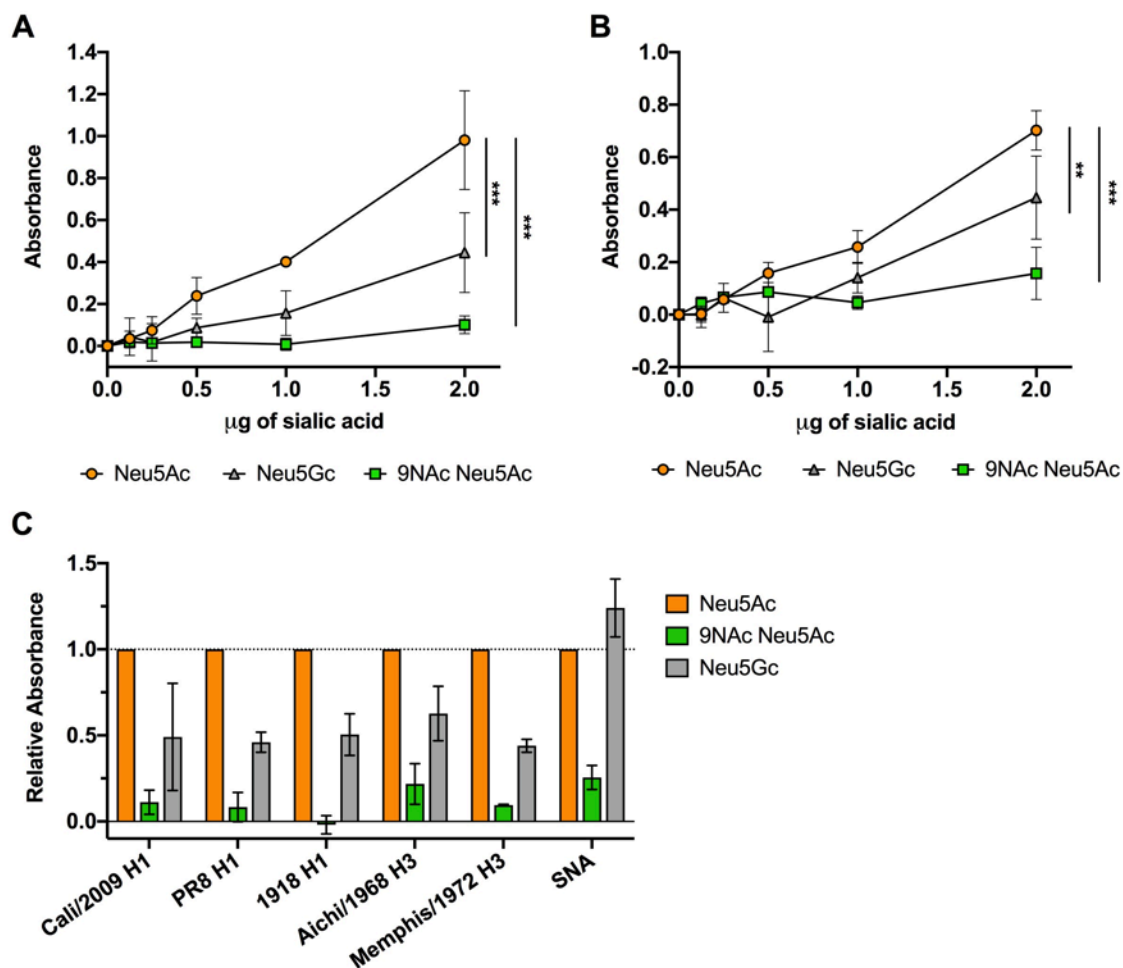 A
1.4
1.2
1.0
0.8
0.6
0.4
0.2
0.0
Absorbance
0.0 0.5 1.0 1.5 2.0
μg of sialic acid
***
***
Neu5Ac Neu5Gc 9NAc Neu5Ac
B
1.0
0.8
0.6
0.4
0.2
0.0
-0.2
Absorbance
0.0 0.5 1.0 1.5 2.0
μg of sialic acid
**
***
Neu5Ac Neu5Gc 9NAc Neu5Ac
C
1.5
1.0
0.5
0.0
Relative Absorbance
Cali/2009 H1
PR8 H1
1918 H1
Aichi/1968 H3
Memphis/1972 H3
SNA
Neu5Ac
9NAc Neu5Ac
Neu5Gc